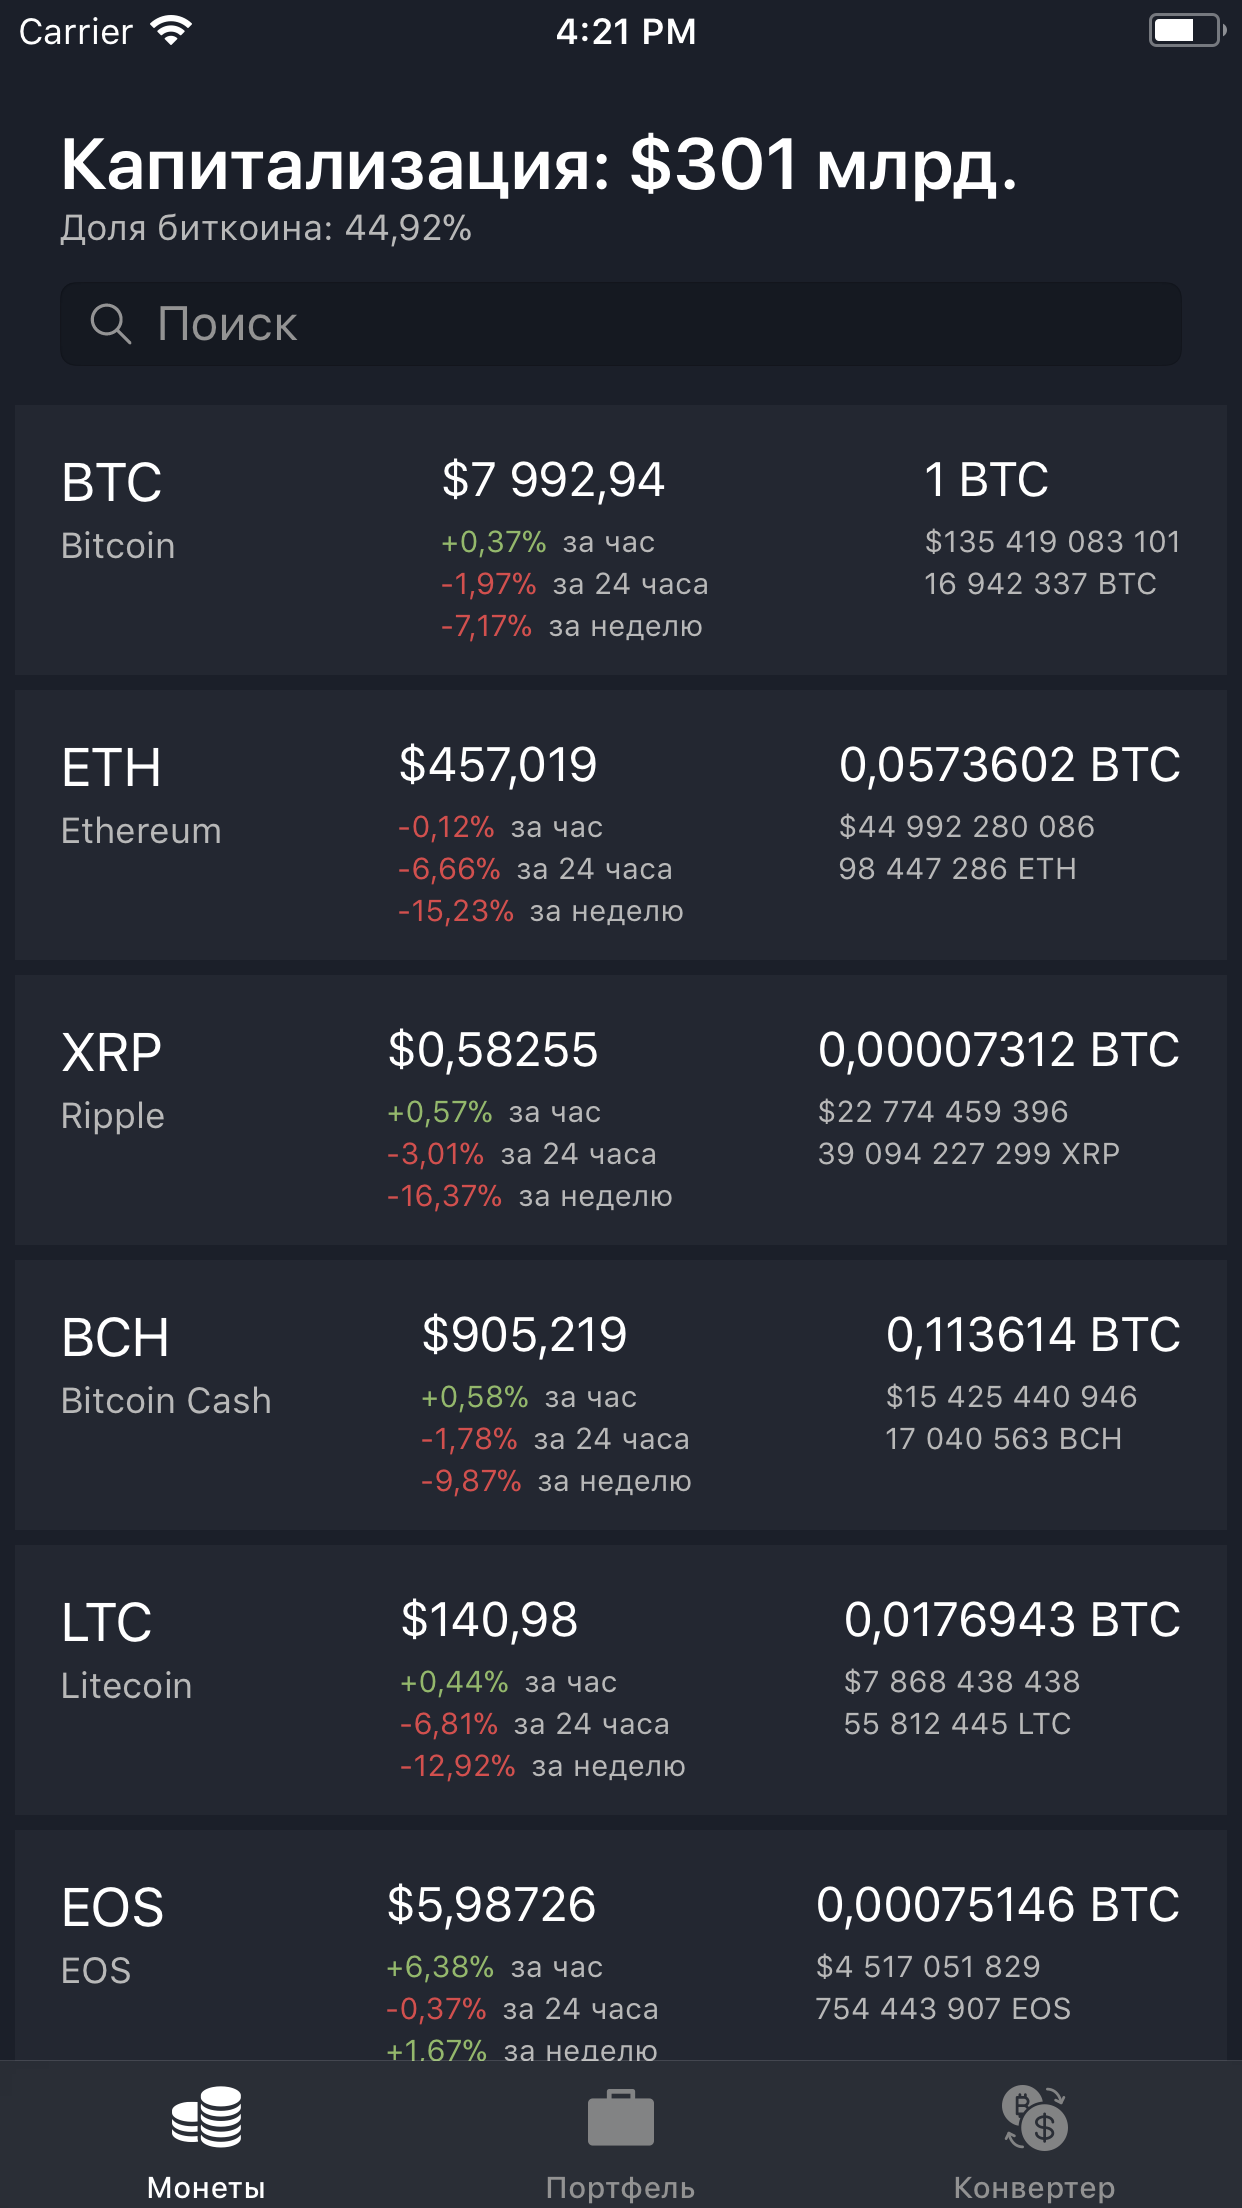 Carrier 4:21 PM
Капитализация: $301 млрд.
Доля биткоина: 44,92%
Поиск
BTC $7 992,94 1 BTC
Bitcoin +0,37% за час $135 419 083 101
-1,97% за 24 часа 16 942 337 BTC
-7,17% за неделю
ETH $457,019 0,0573602 BTC
Ethereum -0,12% за час $44 992 280 086
-6,66% за 24 часа 98 447 286 ETH
-15,23% за неделю
XRP $0,58255 0,00007312 BTC
Ripple +0,57% за час $22 774 459 396
-3,01% за 24 часа 39 094 227 299 XRP
-16,37% за неделю
BCH $905,219 0,113614 BTC
Bitcoin Cash +0,58% за час $15 425 440 946
-1,78% за 24 часа 17 040 563 BCH
-9,87% за неделю
LTC $140,98 0,0176943 BTC
Litecoin +0,44% за час $7 868 438 438
-6,81% за 24 часа 55 812 445 LTC
-12,92% за неделю
EOS $5,98726 0,00075146 BTC
EOS +6,38% за час $4 517 051 829
-0,37% за 24 часа 754 443 907 EOS
+1,67% за неделю
Монеты Портфель Конвертер